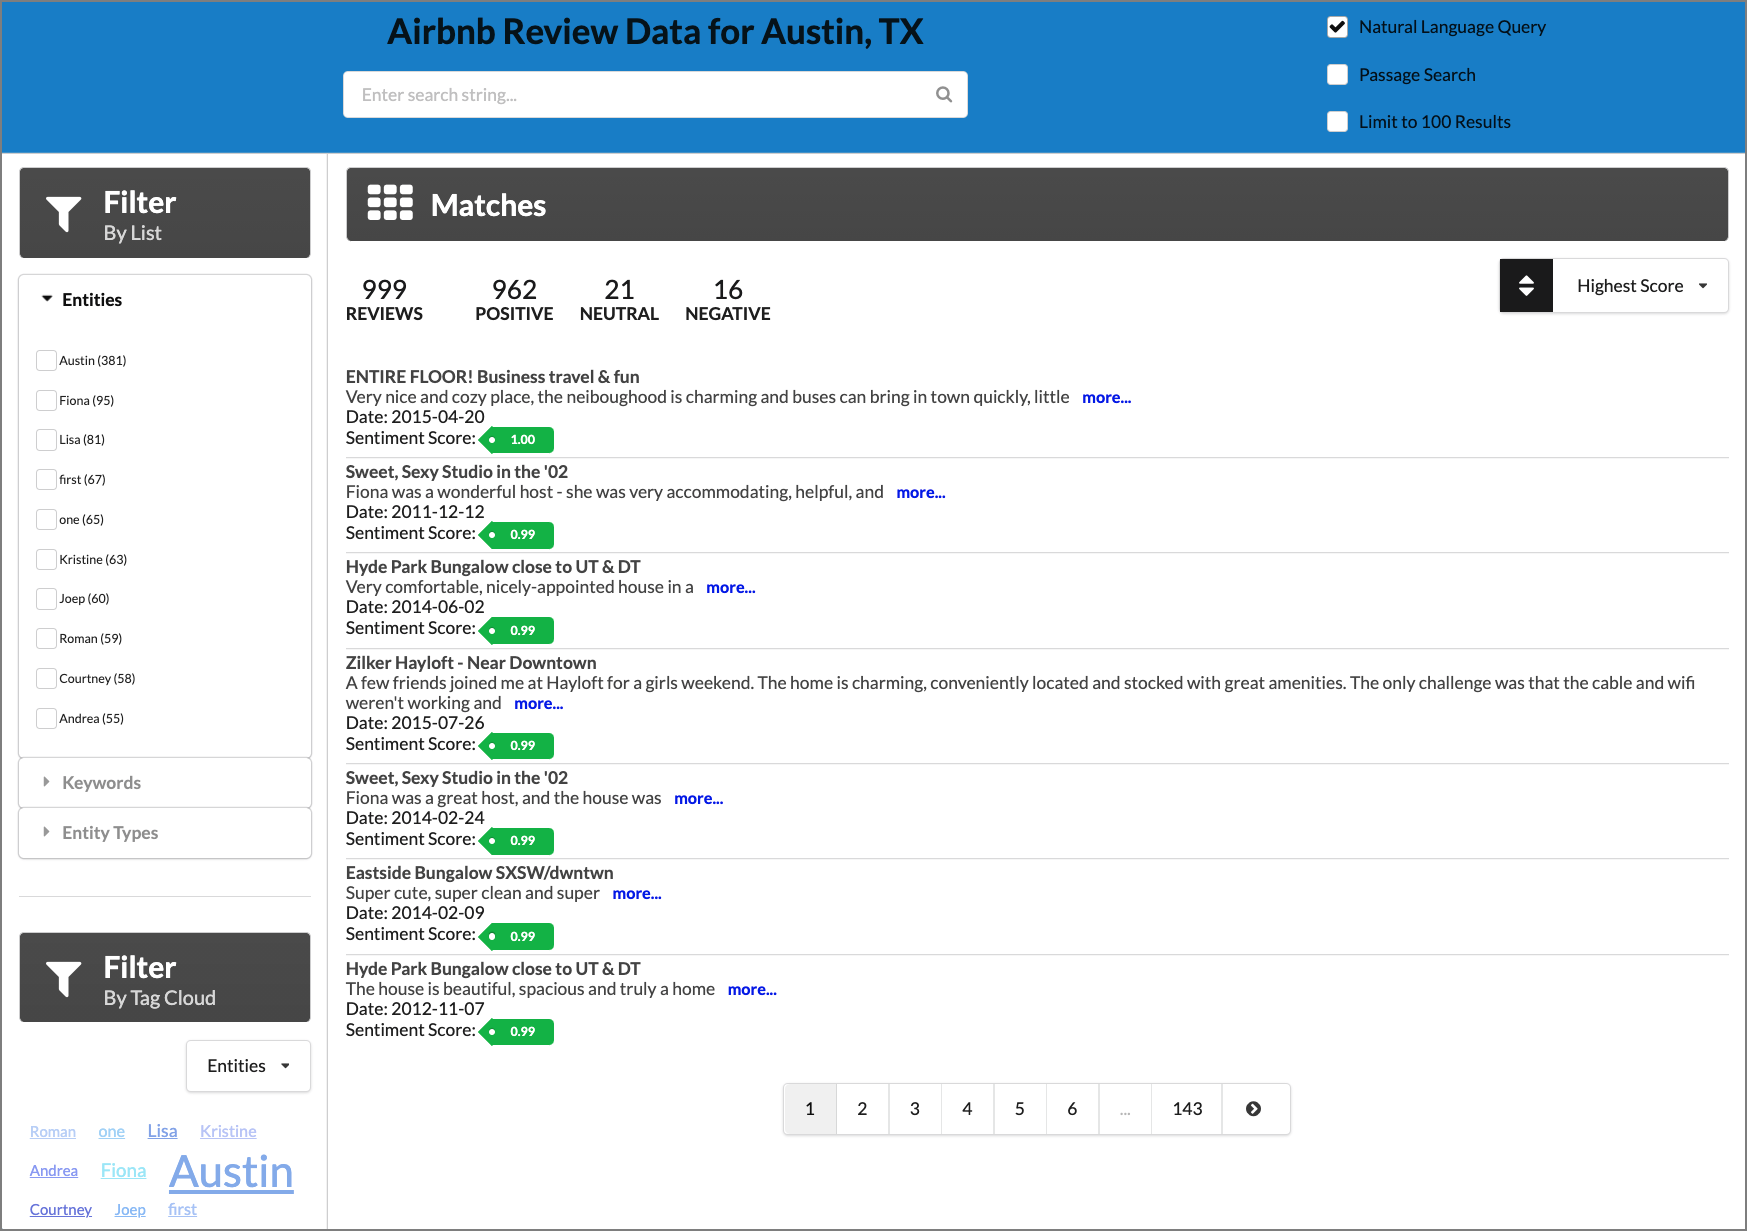 Airbnb Review Data for Austin, TX
Enter search string...
Natural Language Query
Passage Search
Limit to 100 Results
Filter
By List
Entities
Austin (381)
Fiona (95)
Lisa (81)
first (67)
one (65)
Kristine (63)
Joep (60)
Roman (59)
Courtney (58)
Andrea (55)
Keywords
Entity Types
Filter
By Tag Cloud
Entities
Roman one Lisa Kristine
Andrea Fiona Austin
Courtney Joep first
Matches
999 962 21 16
REVIEWS POSITIVE NEUTRAL NEGATIVE
Highest Score
ENTIRE FLOOR! Business travel & fun
Very nice and cozy place, the neiboughood is charming and buses can bring in town quickly, little more...
Date: 2015-04-20
Sentiment Score: 1.00
Sweet, Sexy Studio in the '02
Fiona was a wonderful host - she was very accommodating, helpful, and more...
Date: 2011-12-12
Sentiment Score: 0.99
Hyde Park Bungalow close to UT & DT
Very comfortable, nicely-appointed house in a more...
Date: 2014-06-02
Sentiment Score: 0.99
Zilker Hayloft - Near Downtown
A few friends joined me at Hayloft for a girls weekend. The home is charming, conveniently located and stocked with great amenities. The only challenge was that the cable and wifi
weren't working and more...
Date: 2015-07-26
Sentiment Score: 0.99
Sweet, Sexy Studio in the '02
Fiona was a great host, and the house was more...
Date: 2014-02-24
Sentiment Score: 0.99
Eastside Bungalow SXSW/dwntwn
Super cute, super clean and super more...
Date: 2014-02-09
Sentiment Score: 0.99
Hyde Park Bungalow close to UT & DT
The house is beautiful, spacious and truly a home more...
Date: 2012-11-07
Sentiment Score: 0.99
1 2 3 4 5 6 ... 143